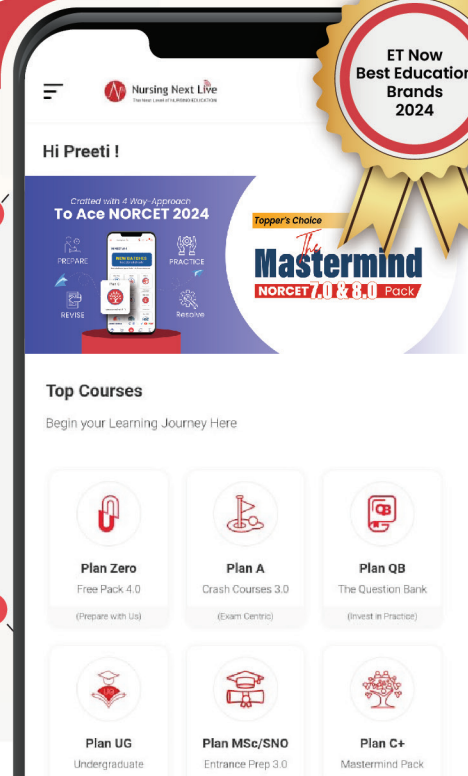 ET Now
Best Education
Brands
2024
Nursing Next Live
The Next Level of NURSING EDUCATION
Hi Preeti !
Crafted with 4 Way-Approach
To Ace NORCET 2024
PREPARE
PRACTICE
REVISE
Resolve
Topper's Choice
The
Mastermind
NORCET 7.0 & 8.0 Pack
Top Courses
Begin your Learning Journey Here
Plan Zero
Free Pack 4.0
(Prepare with Us)
Plan A
Crash Courses 3.0
(Exam Centric)
QB
Plan QB
The Question Bank
(Invest in Practice)
UG
Plan UG
Undergraduate
Plan MSc/SNO
Entrance Prep 3.0
Plan C+
Mastermind Pack